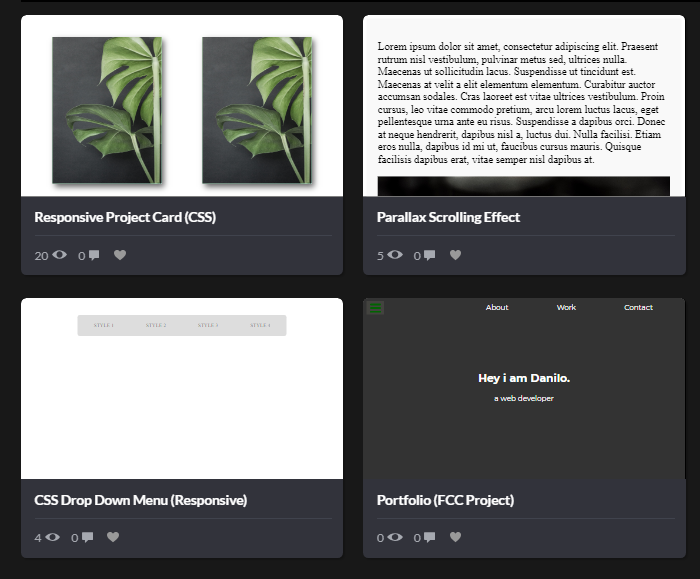 Lorem ipsum dolor sit amet, consectetur adipiscing elit. Praesent
rutrum nisl vestibulum, pulvinar metus sed, ultrices nulla.
Maecenas ut sollicitudin lacus. Suspendisse ut tincidunt est.
Maecenas at velit a elit elementum elementum. Curabitur auctor
accumsan sodales. Cras laoreet est vitae ultrices vestibulum. Proin
cursus, leo vitae commodo pretium, arcu lorem luctus lacus, eget
pellentesque urna ante eu risus. Suspendisse a dapibus orci. Donec
at neque hendrerit, dapibus nisl a, luctus dui. Nulla facilisi. Etiam
eros nulla, dapibus id mi ut, faucibus cursus mauris. Quisque
facilisis dapibus erat, vitae semper nisl dapibus at.
Responsive Project Card (CSS)
20 0
Parallax Scrolling Effect
5 0
STYLE 1 STYLE 2 STYLE 3 STYLE 4
CSS Drop Down Menu (Responsive)
4 0
About Work Contact
Hey i am Danilo.
a web developer
Portfolio (FCC Project)
0 0